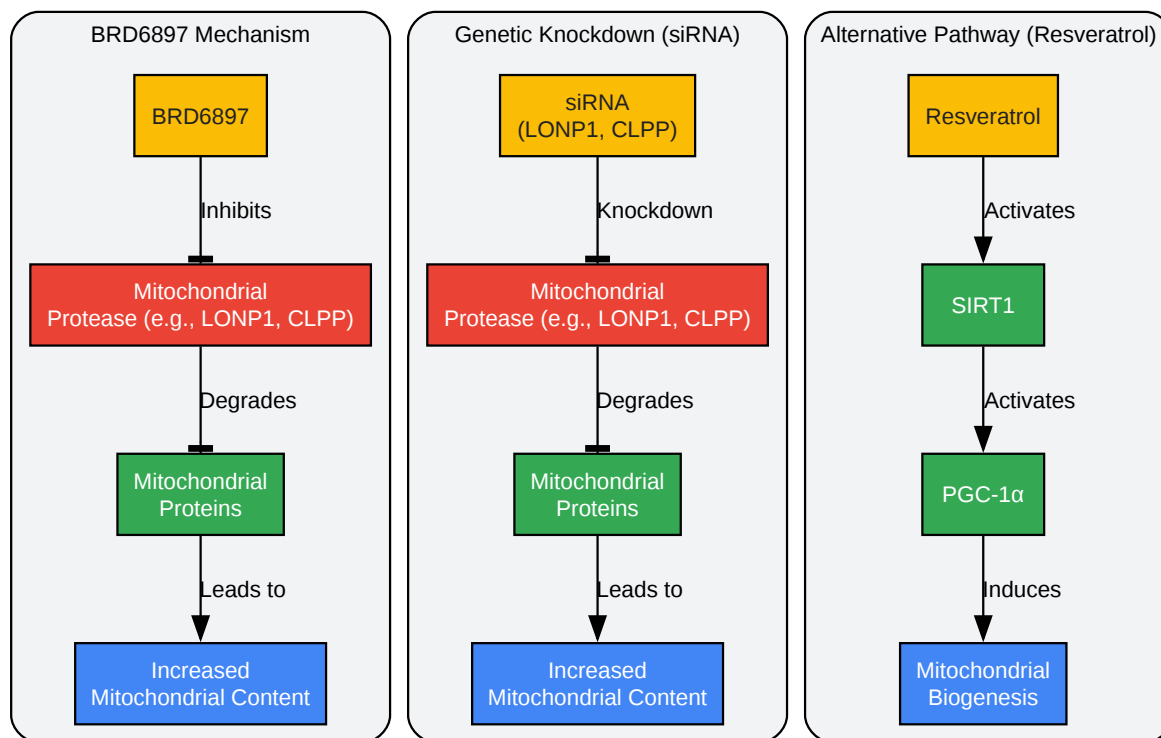 BRD6897 Mechanism
BRD6897
Inhibits
Mitochondrial
Protease (e.g., LONP1, CLPP)
Degrades
Mitochondrial
Proteins
Leads to
Increased
Mitochondrial Content
Genetic Knockdown (siRNA)
siRNA
(LONP1, CLPP)
Knockdown
Mitochondrial
Protease (e.g., LONP1, CLPP)
Degrades
Mitochondrial
Proteins
Leads to
Increased
Mitochondrial Content
Alternative Pathway (Resveratrol)
Resveratrol
Activates
SIRT1
Activates
PGC-1α
Induces
Mitochondrial
Biogenesis